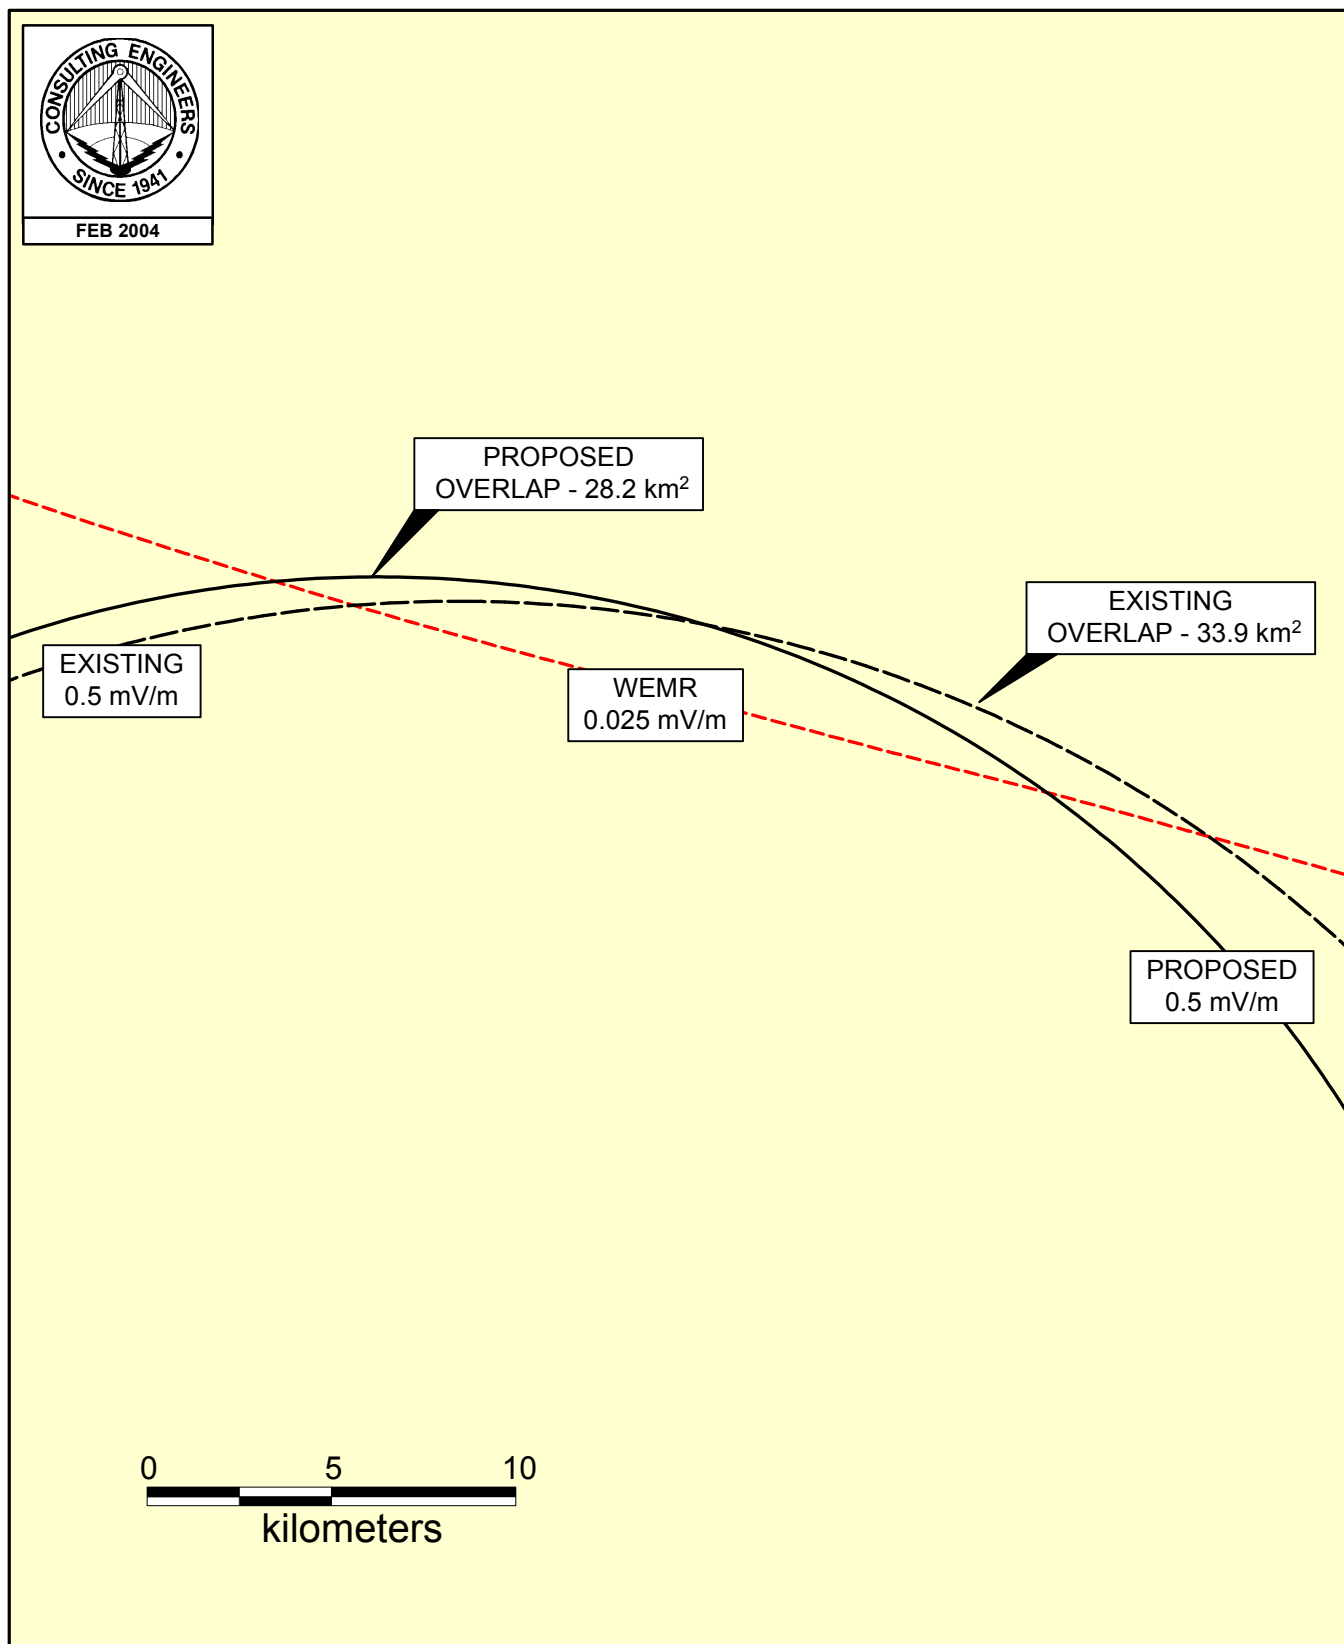 CONSULTING ENGINEERS
SINCE 1941
FEB 2004
PROPOSED
OVERLAP - 28.2 km²
EXISTING
OVERLAP - 33.9 km²
EXISTING
0.5 mV/m
WEMR
0.025 mV/m
PROPOSED
0.5 mV/m
0 5 10
kilometers